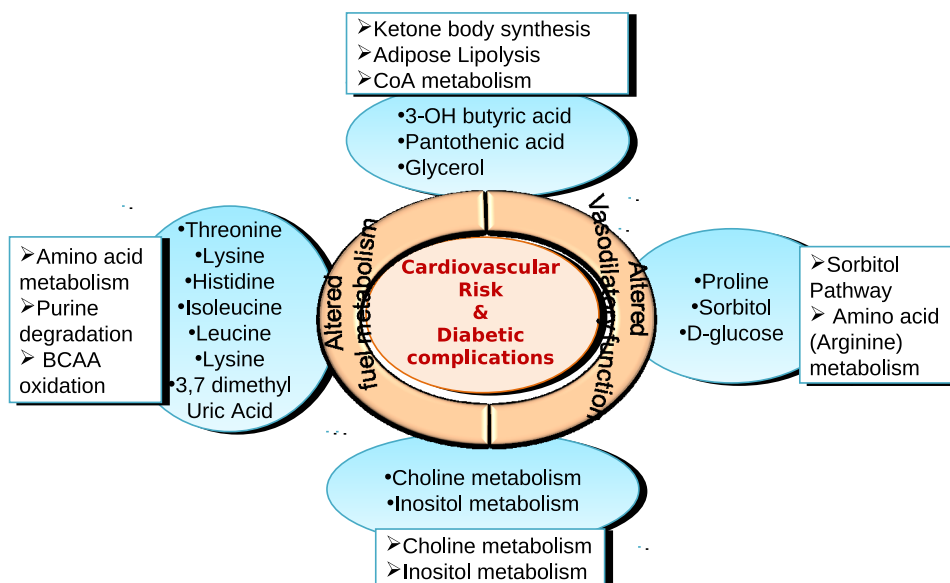 ➢Ketone body synthesis
➢Adipose Lipolysis
➢CoA metabolism
•3-OH butyric acid
•Pantothenic acid
•Glycerol
•Threonine
•Lysine
•Histidine
•Isoleucine
•Leucine
•Lysine
•3,7 dimethyl
Uric Acid
➢Amino acid
metabolism
➢Purine
degradation
➢ BCAA
oxidation
Altered
fuel metabolism
Cardiovascular
Risk
&
Diabetic
complications
Altered
Vasodilatory function
•Proline
•Sorbitol
•D-glucose
➢Sorbitol
Pathway
➢ Amino acid
(Arginine)
metabolism
•Choline metabolism
•Inositol metabolism
➢Choline metabolism
➢Inositol metabolism